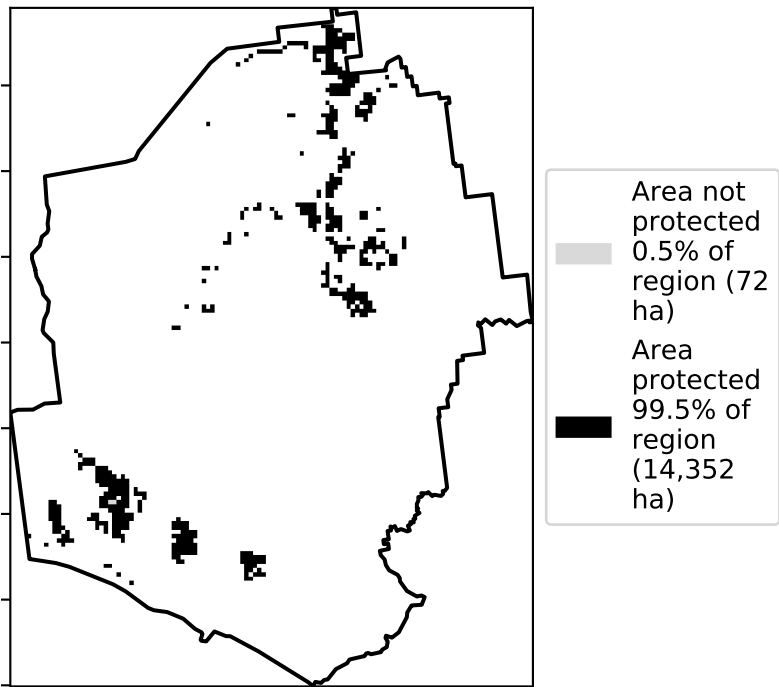 Area not
protected
0.5% of
region (72
ha)
Area
protected
99.5% of
region
(14,352
ha)